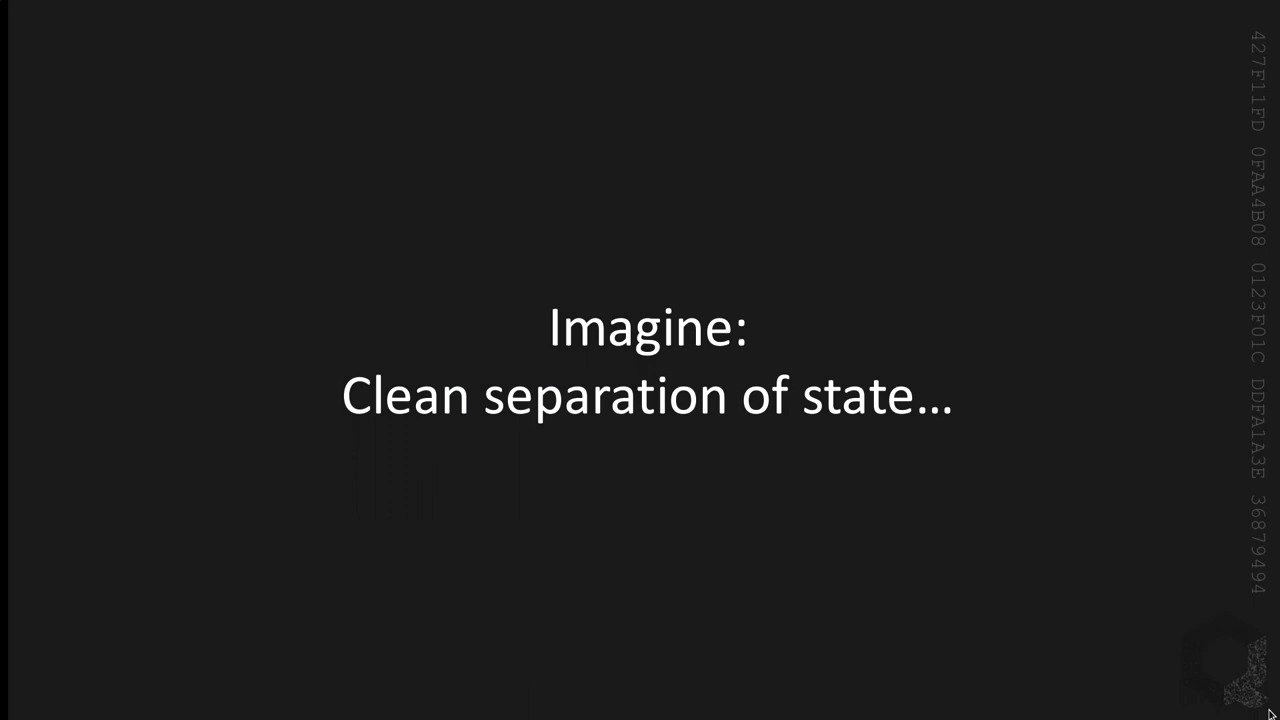 Imagine:
Clean separation of state…
427F11FD 0FAA4B08 0123F01C DDFA1A3E 36879494